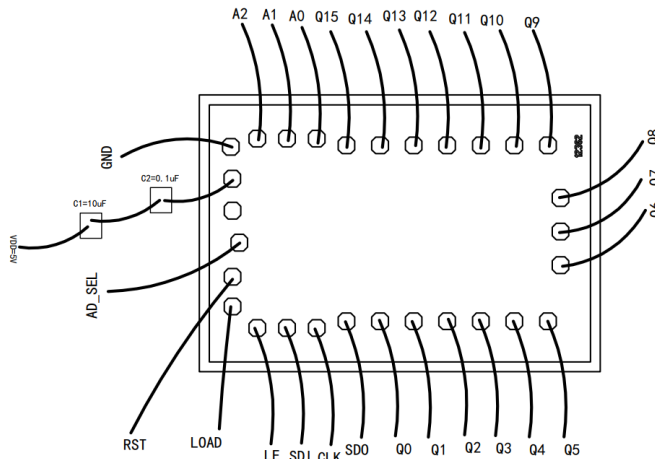 A2 A1 A0 Q15 Q14 Q13 Q12 Q11 Q10 Q9
12362
Q8
Q7
Q6
GND
C2=0.1uF
C1=10uF
VDD=5V
AD_SEL
RST LOAD LE SDI CLK SDO Q0 Q1 Q2 Q3 Q4 Q5